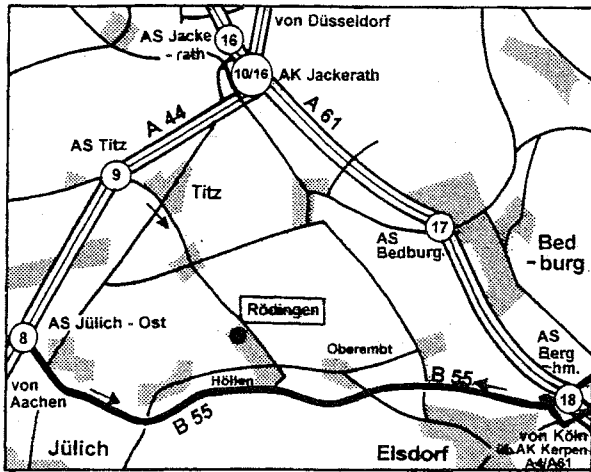 von Düsseldorf
AS Jacke
-rath
16
10/16
AK Jackerath
A 44
A 61
AS Titz
9
Titz
17
AS
Bedburg
Bed
-burg
Rödingen
8
AS Jülich - Ost
Oberembt
AS
Berg
-hm.
von
Aachen
Höllen
B 55
B 55
18
Jülich
Elsdorf
von Köln
ü. AK Kerpen
A4/A61